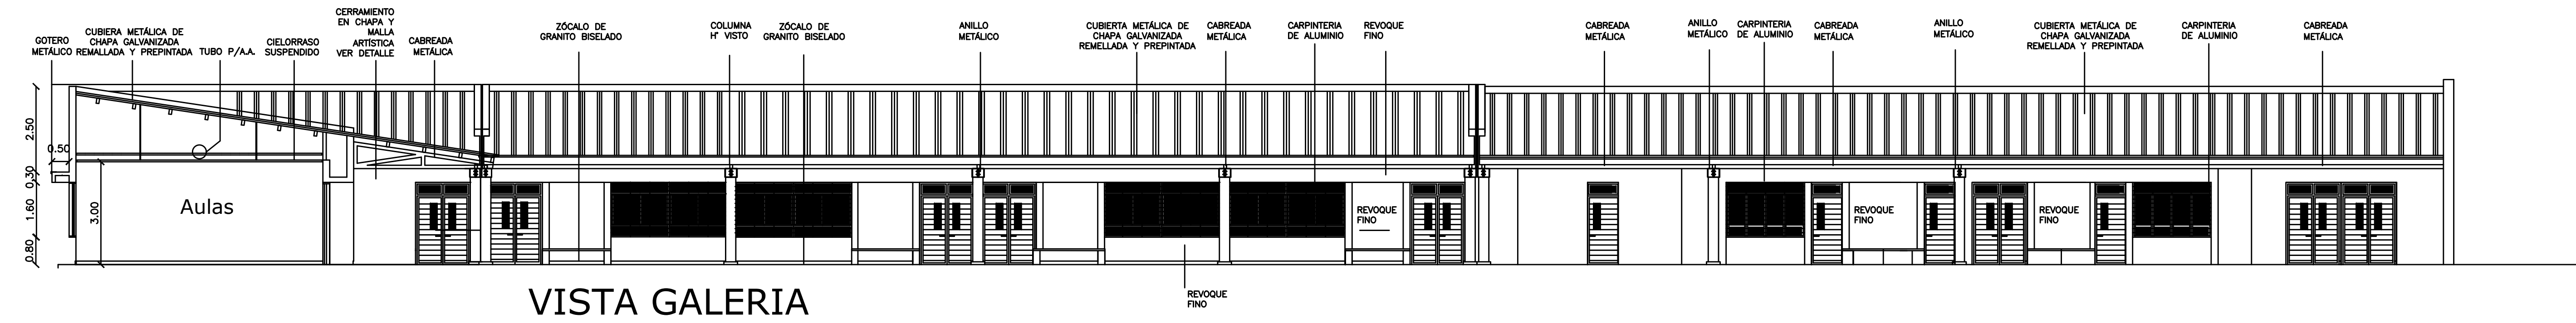 GOTERO
METÁLICO
CUBIERA METÁLICA DE
CHAPA GALVANIZADA
REMALLADA Y PREPINTADA
TUBO P/A.A.
CIELORRASO
SUSPENDIDO
CERRAMIENTO
EN CHAPA Y
MALLA
ARTÍSTICA
VER DETALLE
CABREADA
METÁLICA
ZÓCALO DE
GRANITO BISELADO
COLUMNA
Hº VISTO
ZÓCALO DE
GRANITO BISELADO
ANILLO
METÁLICO
CUBIERTA METÁLICA DE
CHAPA GALVANIZADA
REMELLADA Y PREPINTADA
CABREADA
METÁLICA
CARPINTERIA
DE ALUMINIO
REVOQUE
FINO
CABREADA
METÁLICA
ANILLO
METÁLICO
CARPINTERIA
DE ALUMINIO
CABREADA
METÁLICA
ANILLO
METÁLICO
CUBIERTA METÁLICA DE
CHAPA GALVANIZADA
REMELLADA Y PREPINTADA
CARPINTERIA
DE ALUMINIO
CABREADA
METÁLICA
2.50
0.50
0.30
1.60
0.80
3.00
Aulas
REVOQUE
FINO
REVOQUE
FINO
REVOQUE
FINO
REVOQUE
FINO
VISTA GALERIA